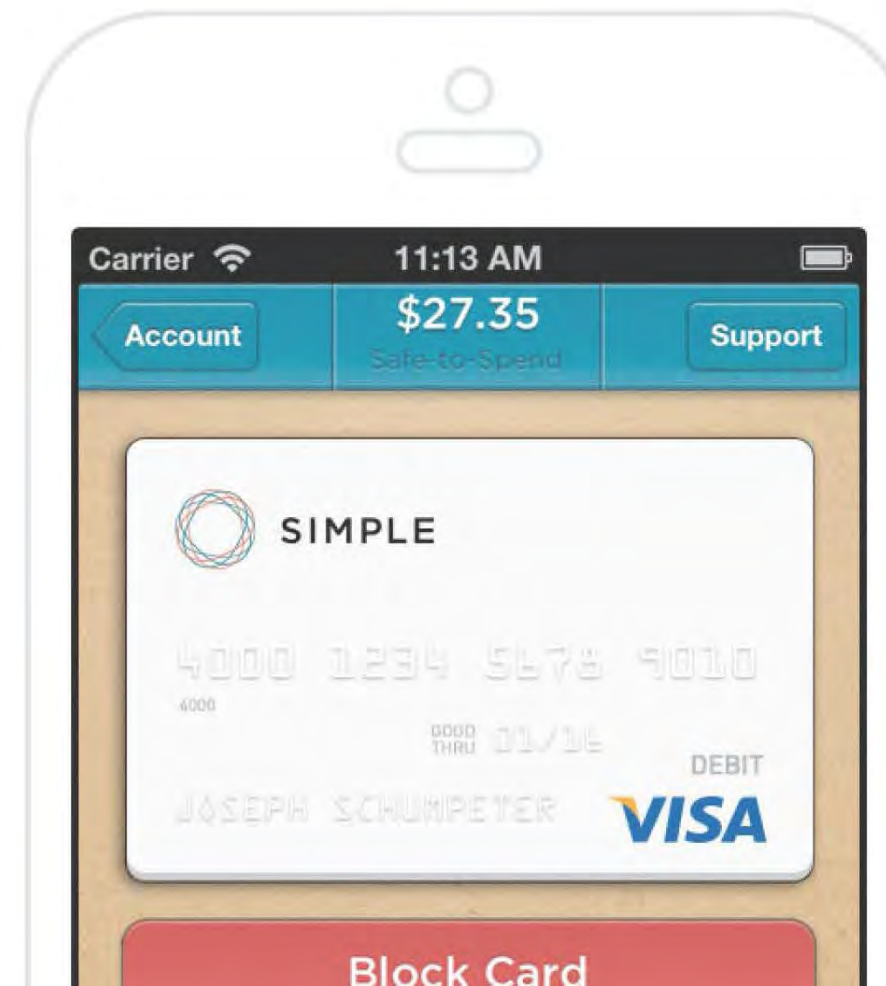 Carrier 11:13 AM
Account $27.35 Support
Safe-to-Spend
SIMPLE
4000 1234 5678 9010
4000
GOOD THRU 01/16
DEBIT
JOSEPH SCHUMPETER VISA
Block Card